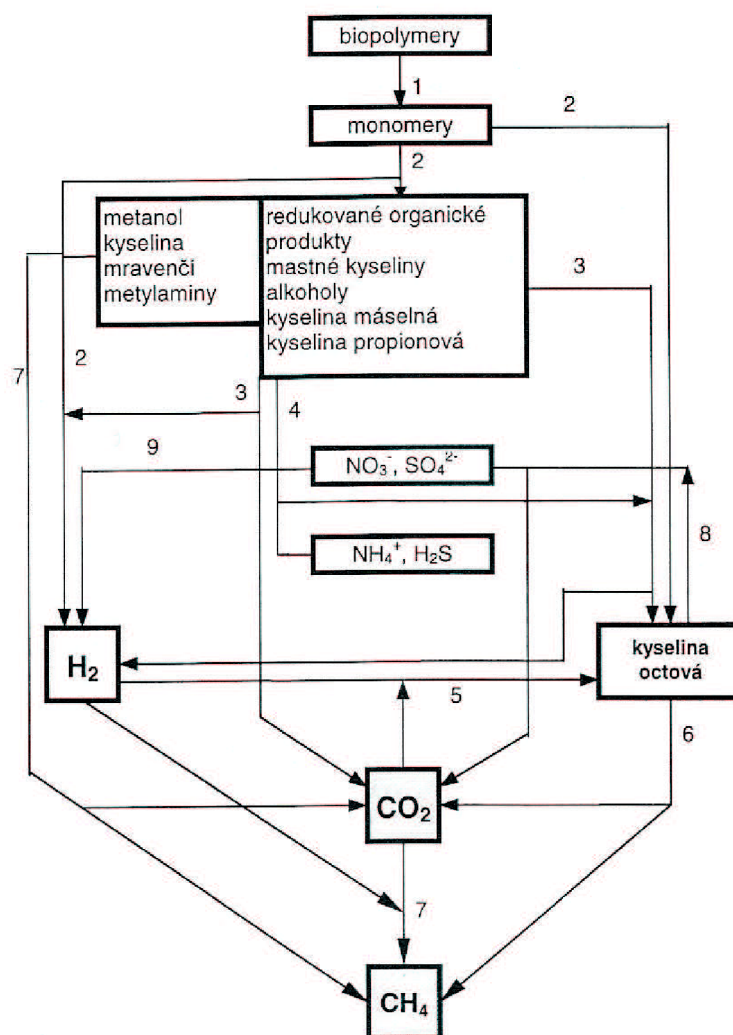 biopolymery
1
2
monomery
2
metanol
kyselina
mravenčí
metylaminy
redukované organické
produkty
mastné kyseliny
alkoholy
kyselina máselná
kyselina propionová
3
7
2
3
4
9
NO₃⁻, SO₄²⁻
8
NH₄⁺, H₂S
H₂
kyselina
octová
5
6
CO₂
7
CH₄